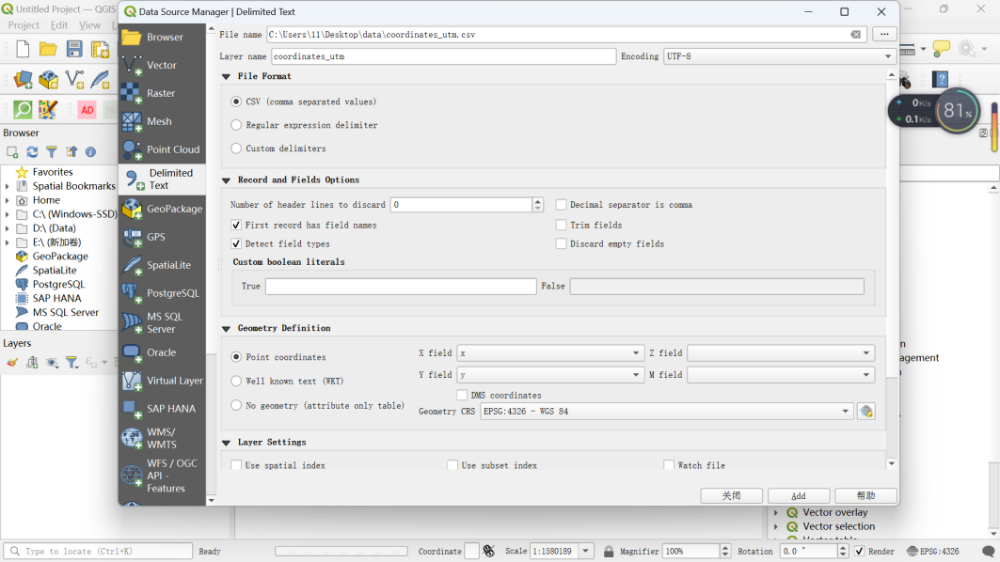 Untitled Project — QGIS
Project Edit View L
Data Source Manager | Delimited Text
Browser
Vector
Raster
Mesh
Point Cloud
Delimited Text
GeoPackage
GPS
SpatiaLite
PostgreSQL
MS SQL Server
Oracle
Virtual Layer
SAP HANA
WMS/ WMTS
WFS / OGC API - Features
File name C:\Users\11\Desktop\data\coordinates_utm.csv
...
Layer name coordinates_utm Encoding UTF-8
File Format
CSV (comma separated values)
Regular expression delimiter
Custom delimiters
Record and Fields Options
Number of header lines to discard 0 Decimal separator is comma
First record has field names Trim fields
Detect field types Discard empty fields
Custom boolean literals
True False
Geometry Definition
Point coordinates X field x Z field
Y field y M field
Well known text (WKT)
DMS coordinates
No geometry (attribute only table) Geometry CRS EPSG:4326 - WGS 84
Layer Settings
Use spatial index Use subset index Watch file
关闭 Add 帮助
AD
Browser
Favorites
Spatial Bookmarks
Home
C:\ (Windows-SSD)
D:\ (Data)
E:\ (新加卷)
GeoPackage
SpatiaLite
PostgreSQL
SAP HANA
MS SQL Server
Oracle
Layers
0K/s
0.1K/s
81%
agement
Vector overlay
Vector selection
Type to locate (Ctrl+K) Ready Coordinate Scale 1:1580189 Magnifier 100% Rotation 0.0 ° Render EPSG:4326